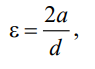 ε = 2a/d,